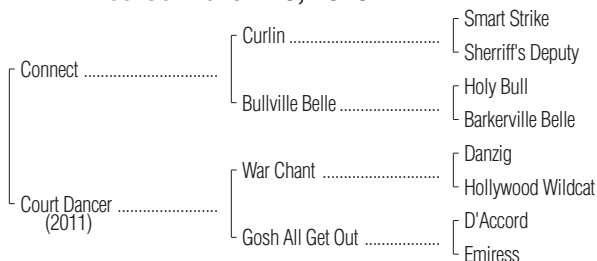 Curlin ........................................
Smart Strike
Sherriff's Deputy
Connect ...................................
Bullville Belle ..........................
Holy Bull
Barkerville Belle
War Chant ..............................
Danzig
Hollywood Wildcat
Court Dancer ..........................
(2011)
Gosh All Get Out ...................
D'Accord
Emiress